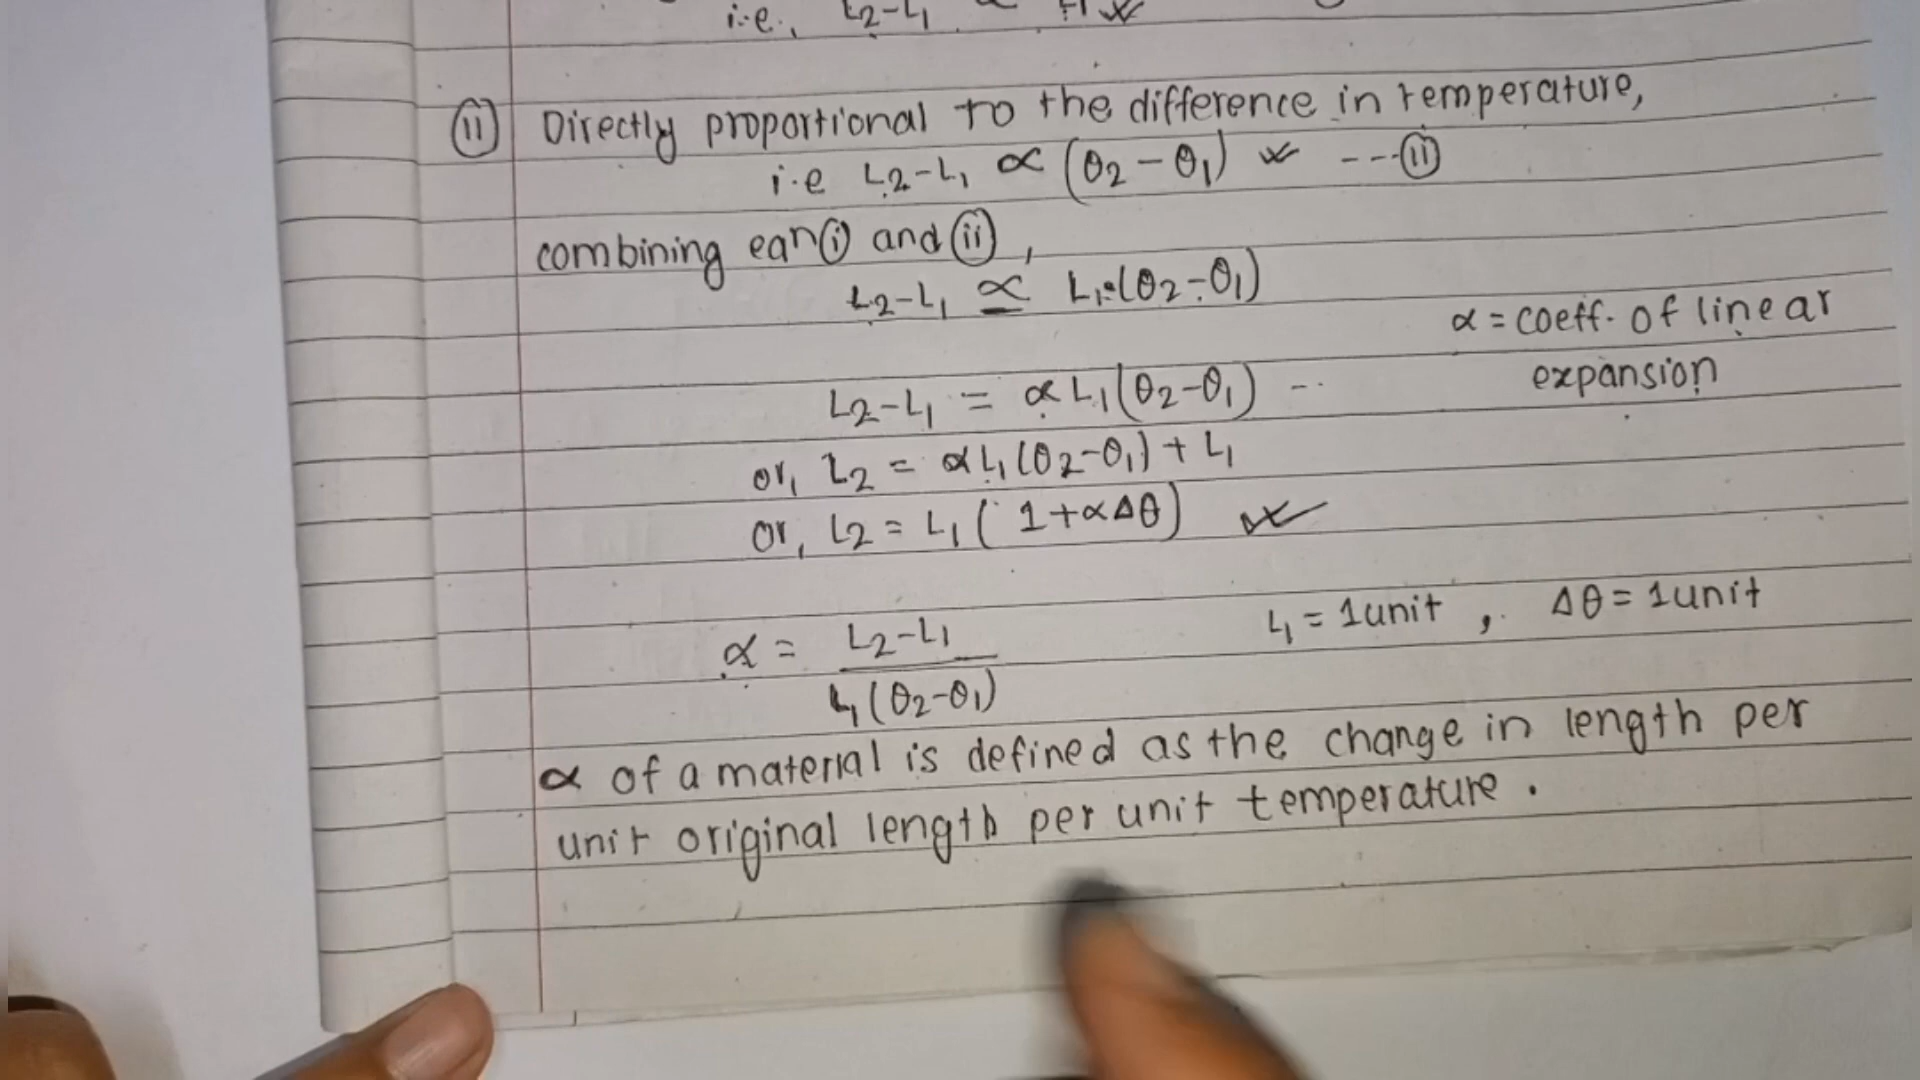 i.e., L2-L1
(ii) Directly proportional to the difference in temperature,
i.e L2-L1 ∝ (θ2-θ1) ---(ii)
combining eqn (i) and (ii),
L2-L1 ∝ L1.(θ2-θ1)
α = coeff. of linear
expansion
L2-L1 = αL1(θ2-θ1) --
or, L2 = αL1(θ2-θ1)+L1
or, L2 = L1(1+αΔθ)
α = L2-L1 / L1(θ2-θ1)
L1 = 1unit, Δθ = 1unit
α of a material is defined as the change in length per
unit original length per unit temperature.